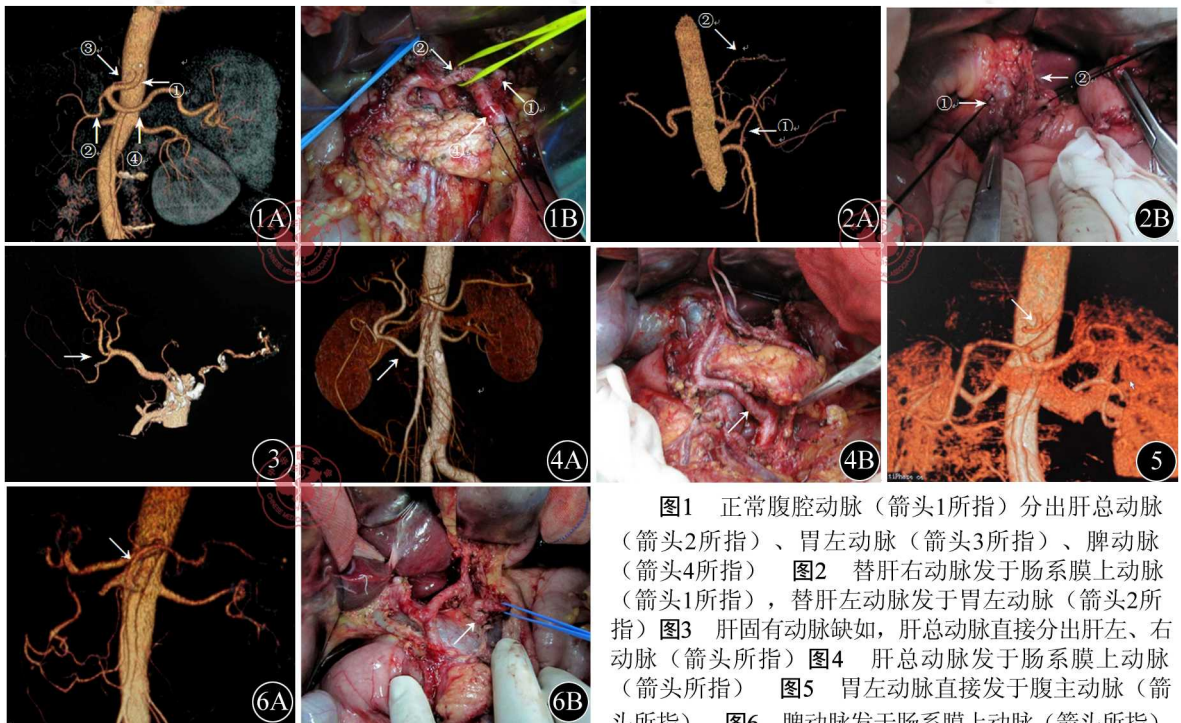 ③
①
②
④
1A
②
①
④
1B
②
①
2A
①
②
2B
3
4A
4B
5
6A
6B
图1 正常腹腔动脉（箭头1所指）分出肝总动脉
（箭头2所指）、胃左动脉（箭头3所指）、脾动脉
（箭头4所指） 图2 替肝右动脉发于肠系膜上动脉
（箭头1所指），替肝左动脉发于胃左动脉（箭头2所
指）图3 肝固有动脉缺如，肝总动脉直接分出肝左、右
动脉（箭头所指）图4 肝总动脉发于肠系膜上动脉
（箭头所指） 图5 胃左动脉直接发于腹主动脉（箭
头所指） 图6 脾动脉发于肠系膜上动脉（箭头所指）